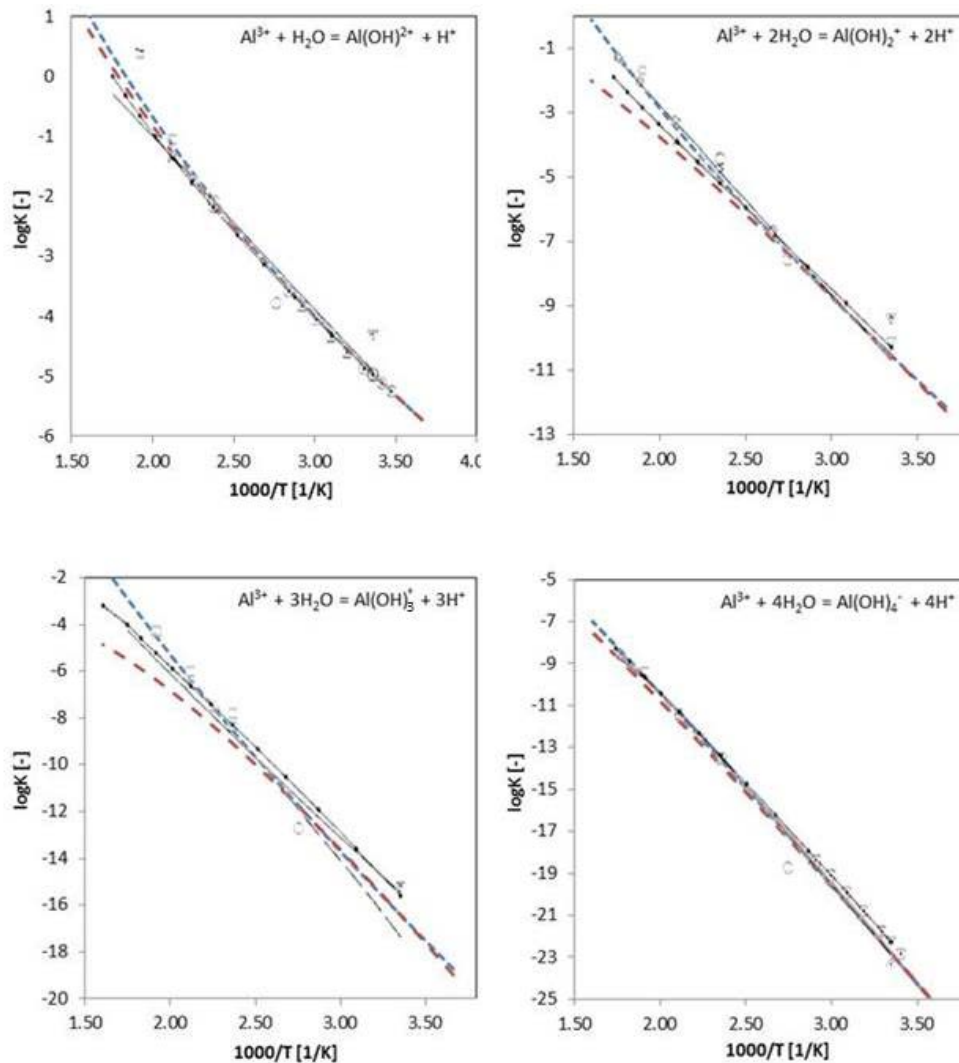 Al³⁺ + H₂O = Al(OH)²⁺ + H⁺
1
0
-1
-2
-3
-4
-5
-6
logK [-]
1.50 2.00 2.50 3.00 3.50 4.0
1000/T [1/K]
Al³⁺ + 2H₂O = Al(OH)₂⁺ + 2H⁺
-1
-3
-5
-7
-9
-11
-13
logK [-]
1.50 2.00 2.50 3.00 3.50
1000/T [1/K]
Al³⁺ + 3H₂O = Al(OH)₃° + 3H⁺
-2
-4
-6
-8
-10
-12
-14
-16
-18
-20
logK [-]
1.50 2.00 2.50 3.00 3.50
1000/T [1/K]
Al³⁺ + 4H₂O = Al(OH)₄⁻ + 4H⁺
-5
-7
-9
-11
-13
-15
-17
-19
-21
-23
-25
logK [-]
1.50 2.00 2.50 3.00 3.50
1000/T [1/K]